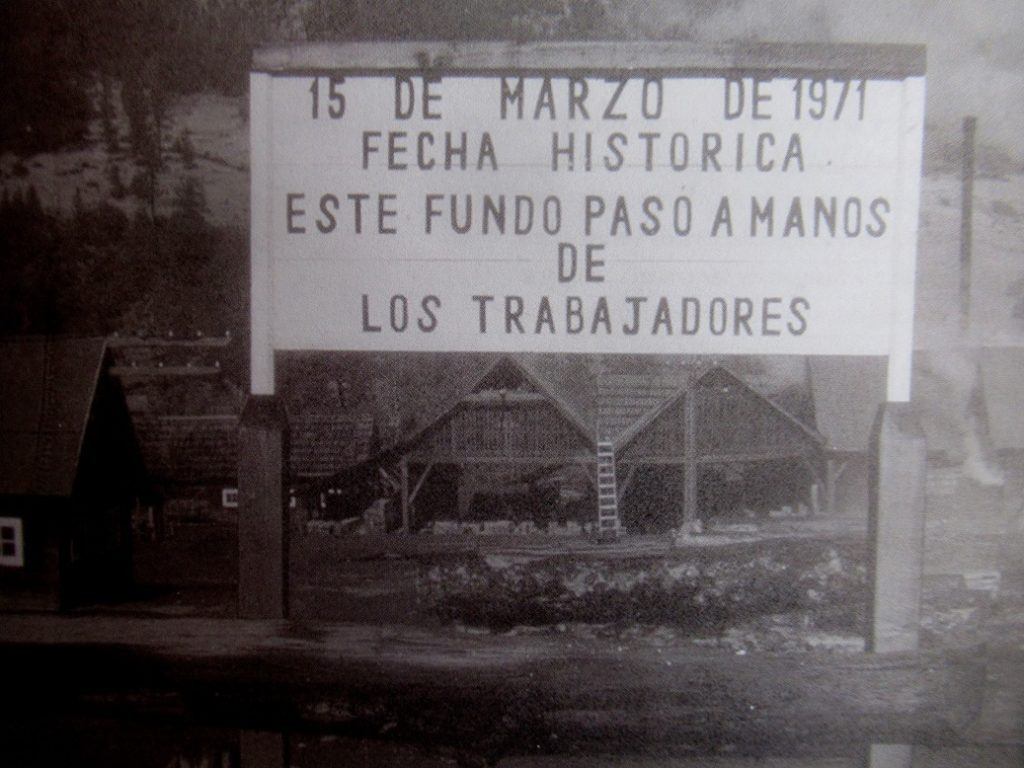 15 DE MARZO DE 1971
FECHA HISTORICA
ESTE FUNDO PASO A MANOS
DE
LOS TRABAJADORES